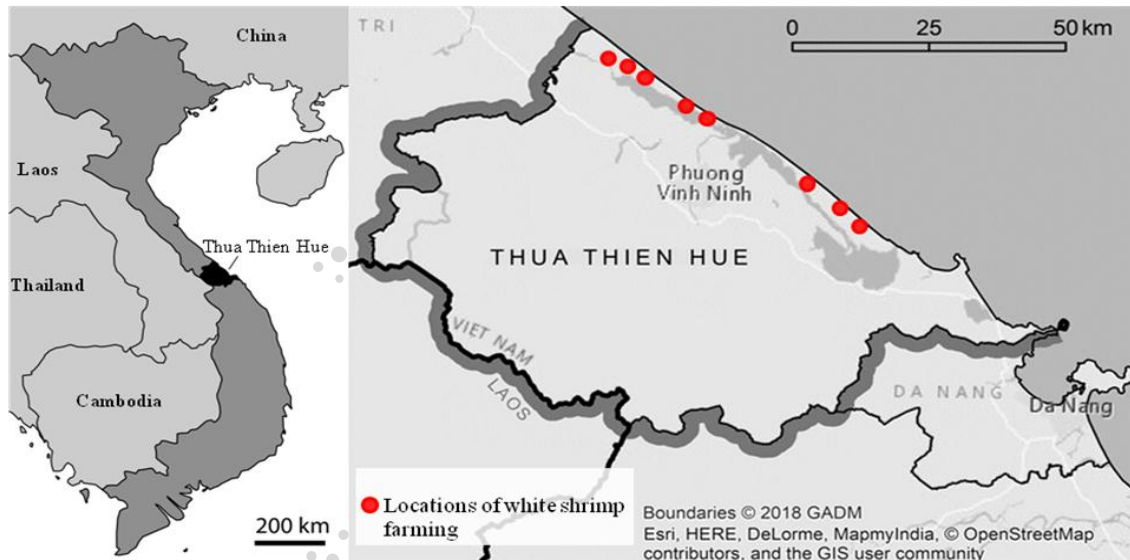 China
Laos
Thua Thien Hue
Thailand
Cambodia
200 km
TRI
0 25 50 km
Phuong
Vinh Ninh
THUA THIEN HUE
VIET NAM
LAOS
DA NANG
Da Nang
Locations of white shrimp
farming
Boundaries © 2018 GADM
Esri, HERE, DeLorme, MapmyIndia, © OpenStreetMap
contributors, and the GIS user community